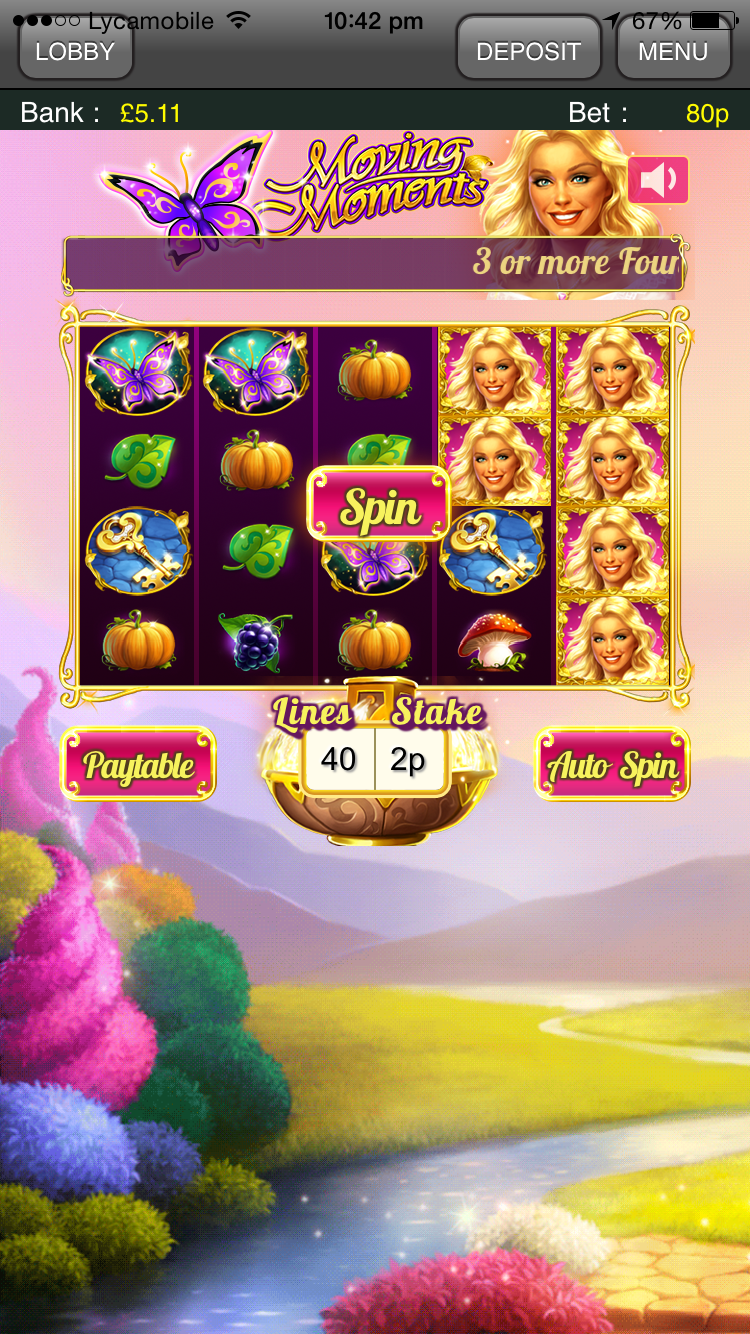 Lycamobile 10:42 pm 67%
LOBBY DEPOSIT MENU
Bank : £5.11 Bet : 80p
Moving
Moments
3 or more Four
Spin
Lines Stake
40 2p
Paytable Auto Spin